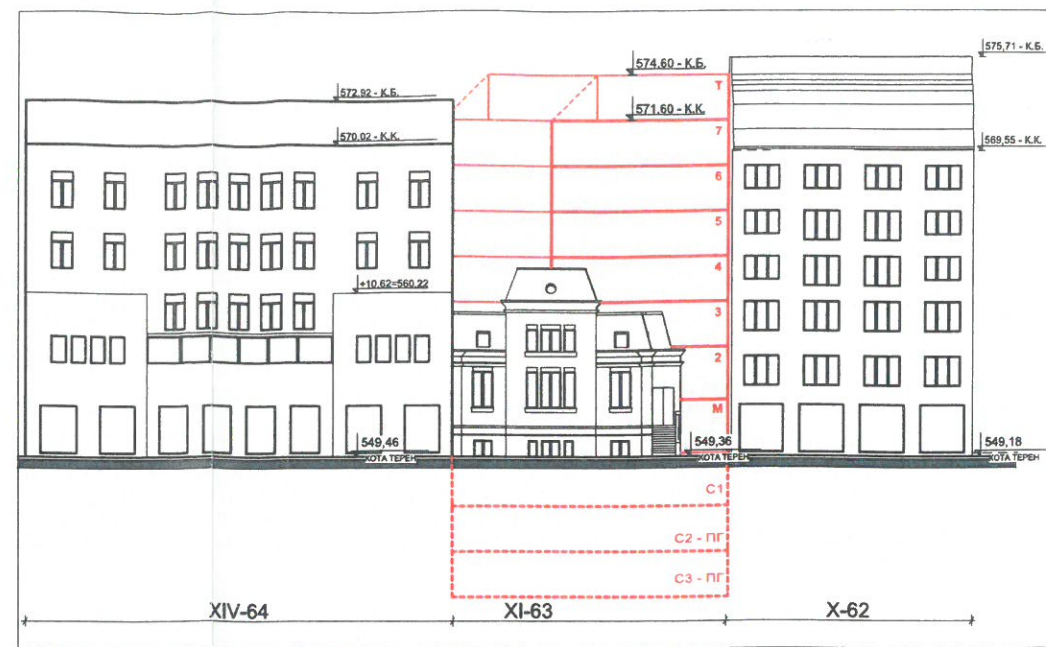 575,71 - К.Б.
574.60 - К.Б.
572,92 - К.Б.
Т
571.60 - К.К.
7
570,02 - К.К.
569,55 - К.К.
6
5
4
+10,62=560.22
3
2
М
549,46
КОТА ТЕРЕН
549,36
КОТА ТЕРЕН
549,18
КОТА ТЕРЕН
С1
С2 - ПГ
С3 - ПГ
XIV-64
XI-63
X-62